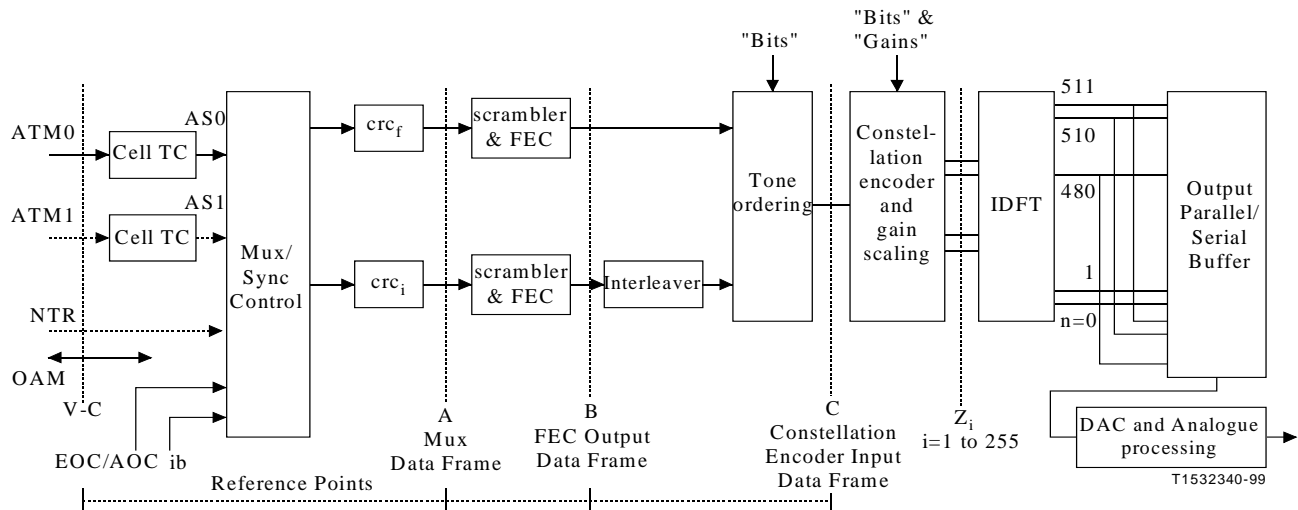 "Bits"
"Bits" &
"Gains"
ATM0
AS0
Cell TC
ATM1
AS1
Cell TC
NTR
OAM
V-C
EOC/AOC ib
Mux/
Sync
Control
crc_f
crc_i
scrambler
& FEC
scrambler
& FEC
Interleaver
Tone
ordering
Constel-
lation
encoder
and
gain
scaling
IDFT
511
510
480
1
n=0
Output
Parallel/
Serial
Buffer
A
Mux
Data Frame
B
FEC Output
Data Frame
C
Constellation
Encoder Input
Data Frame
Z_i
i=1 to 255
DAC and Analogue
processing
Reference Points
T1532340-99